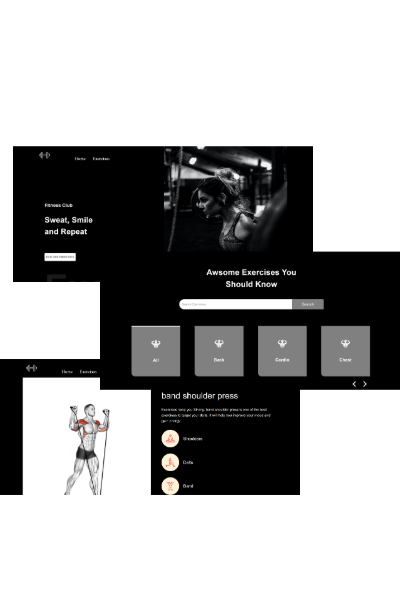 Home Exercises
Fitness Club
Sweat, Smile
and Repeat
Awsome Exercises You
Should Know
Search Exercises
Search
All
Back
Cardio
Chest
Home Exercises
band shoulder press
Exercises keep you strong. band shoulder press is one of the best
exercises to target your delts. It will help you improve your mood and
gain energy.
Shoulders
Delts
Band